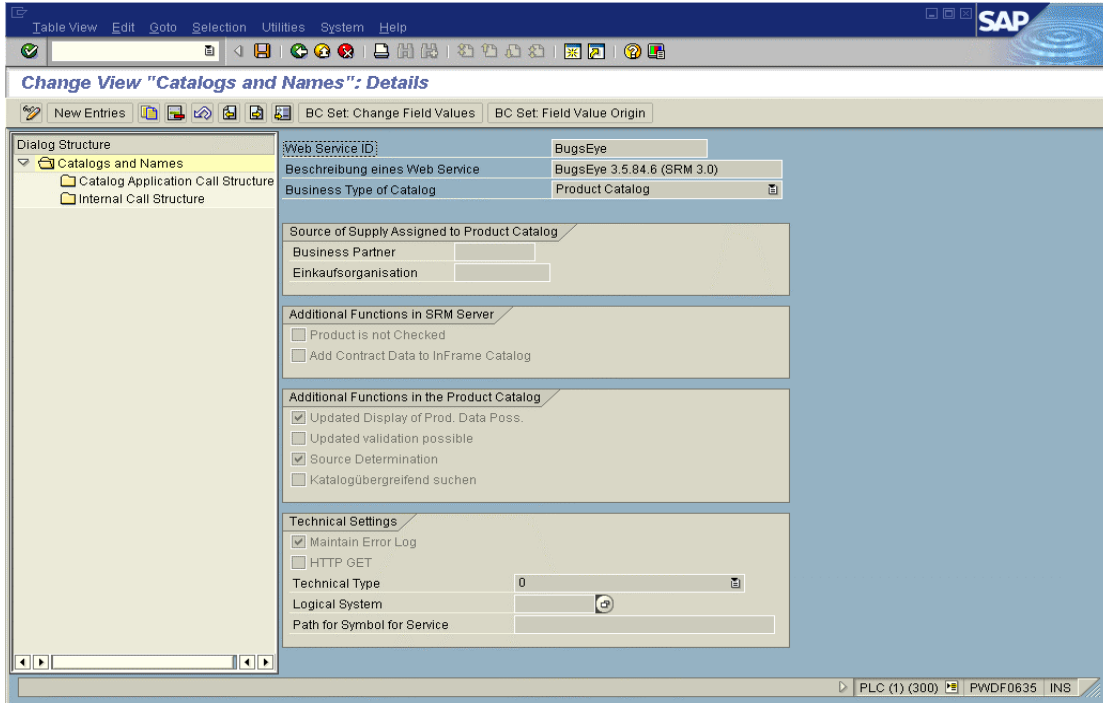 Table View Edit Goto Selection Utilities System Help
SAP
Change View "Catalogs and Names": Details
New Entries BC Set: Change Field Values BC Set: Field Value Origin
Dialog Structure
Catalogs and Names
Catalog Application Call Structure
Internal Call Structure
Web Service ID BugsEye
Beschreibung eines Web Service BugsEye 3.5.84.6 (SRM 3.0)
Business Type of Catalog Product Catalog
Source of Supply Assigned to Product Catalog
Business Partner
Einkaufsorganisation
Additional Functions in SRM Server
Product is not Checked
Add Contract Data to InFrame Catalog
Additional Functions in the Product Catalog
Updated Display of Prod. Data Poss.
Updated validation possible
Source Determination
Katalogübergreifend suchen
Technical Settings
Maintain Error Log
HTTP GET
Technical Type 0
Logical System
Path for Symbol for Service
PLC (1) (300) PWDF0635 INS